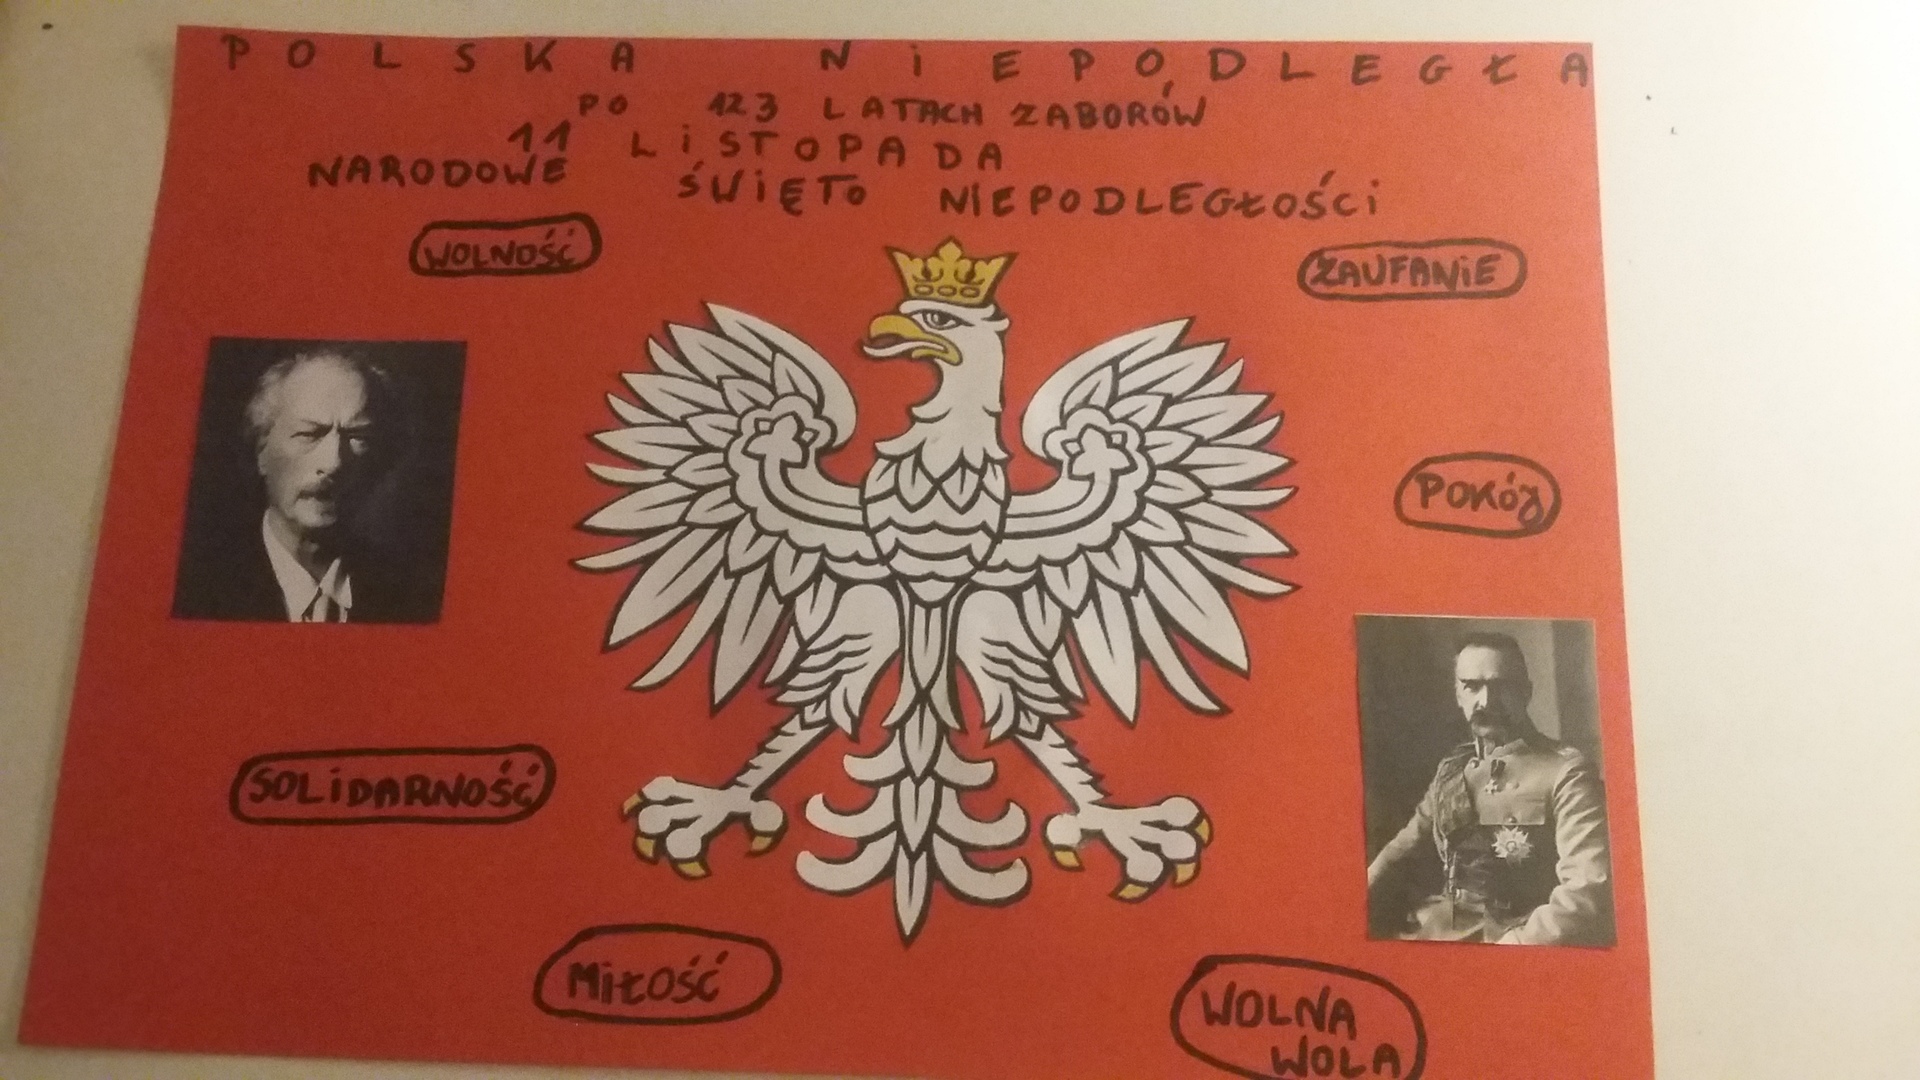 POLSKA NiEPODLEGŁA
PO 123 LATACH ZABORÓW
11 LiSTOPADA
NARODOWE ŚWIĘTO NIEPODLEGŁOŚCi
WOLNOŚĆ
ZAUFANiE
POKÓJ
SOLiDARNOŚĆ
MiŁOŚĆ
WOLNA
WOLA